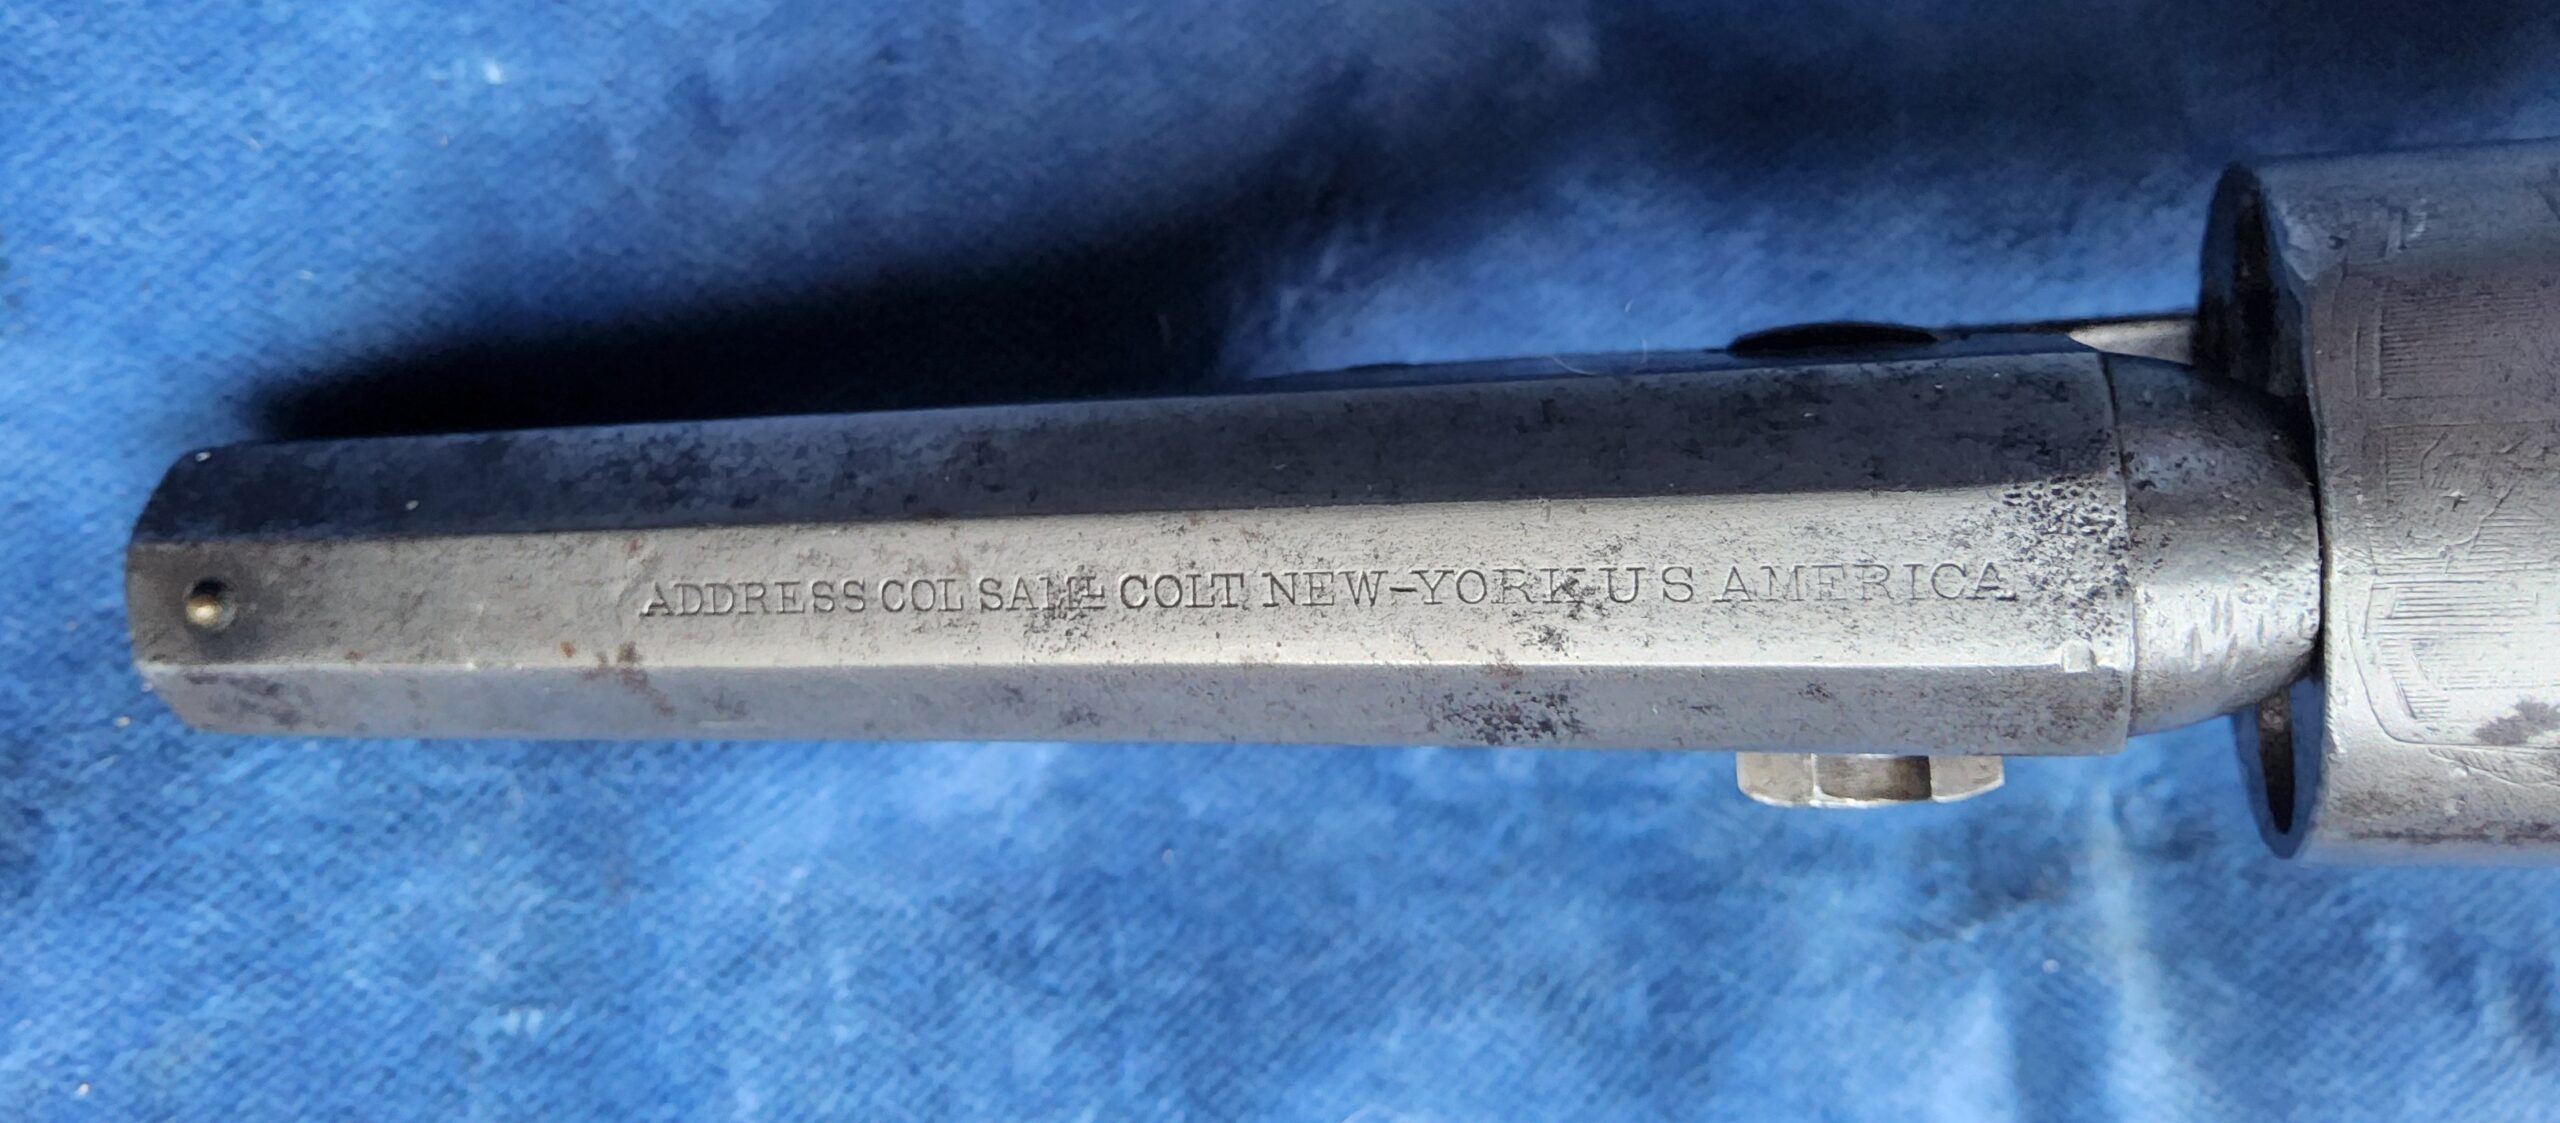 ADDRESS COL SAML COLT NEW-YORK U S AMERICA